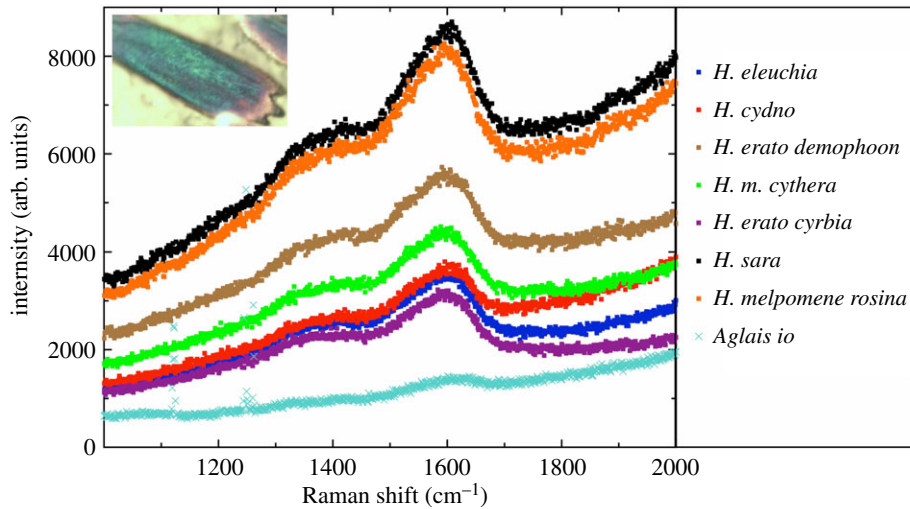 8000
6000
4000
2000
0
intensity (arb. units)
1200 1400 1600 1800 2000
Raman shift (cm⁻¹)
H. eleuchia
H. cydno
H. erato demophoon
H. m. cythera
H. erato cyrbia
H. sara
H. melpomene rosina
Aglais io